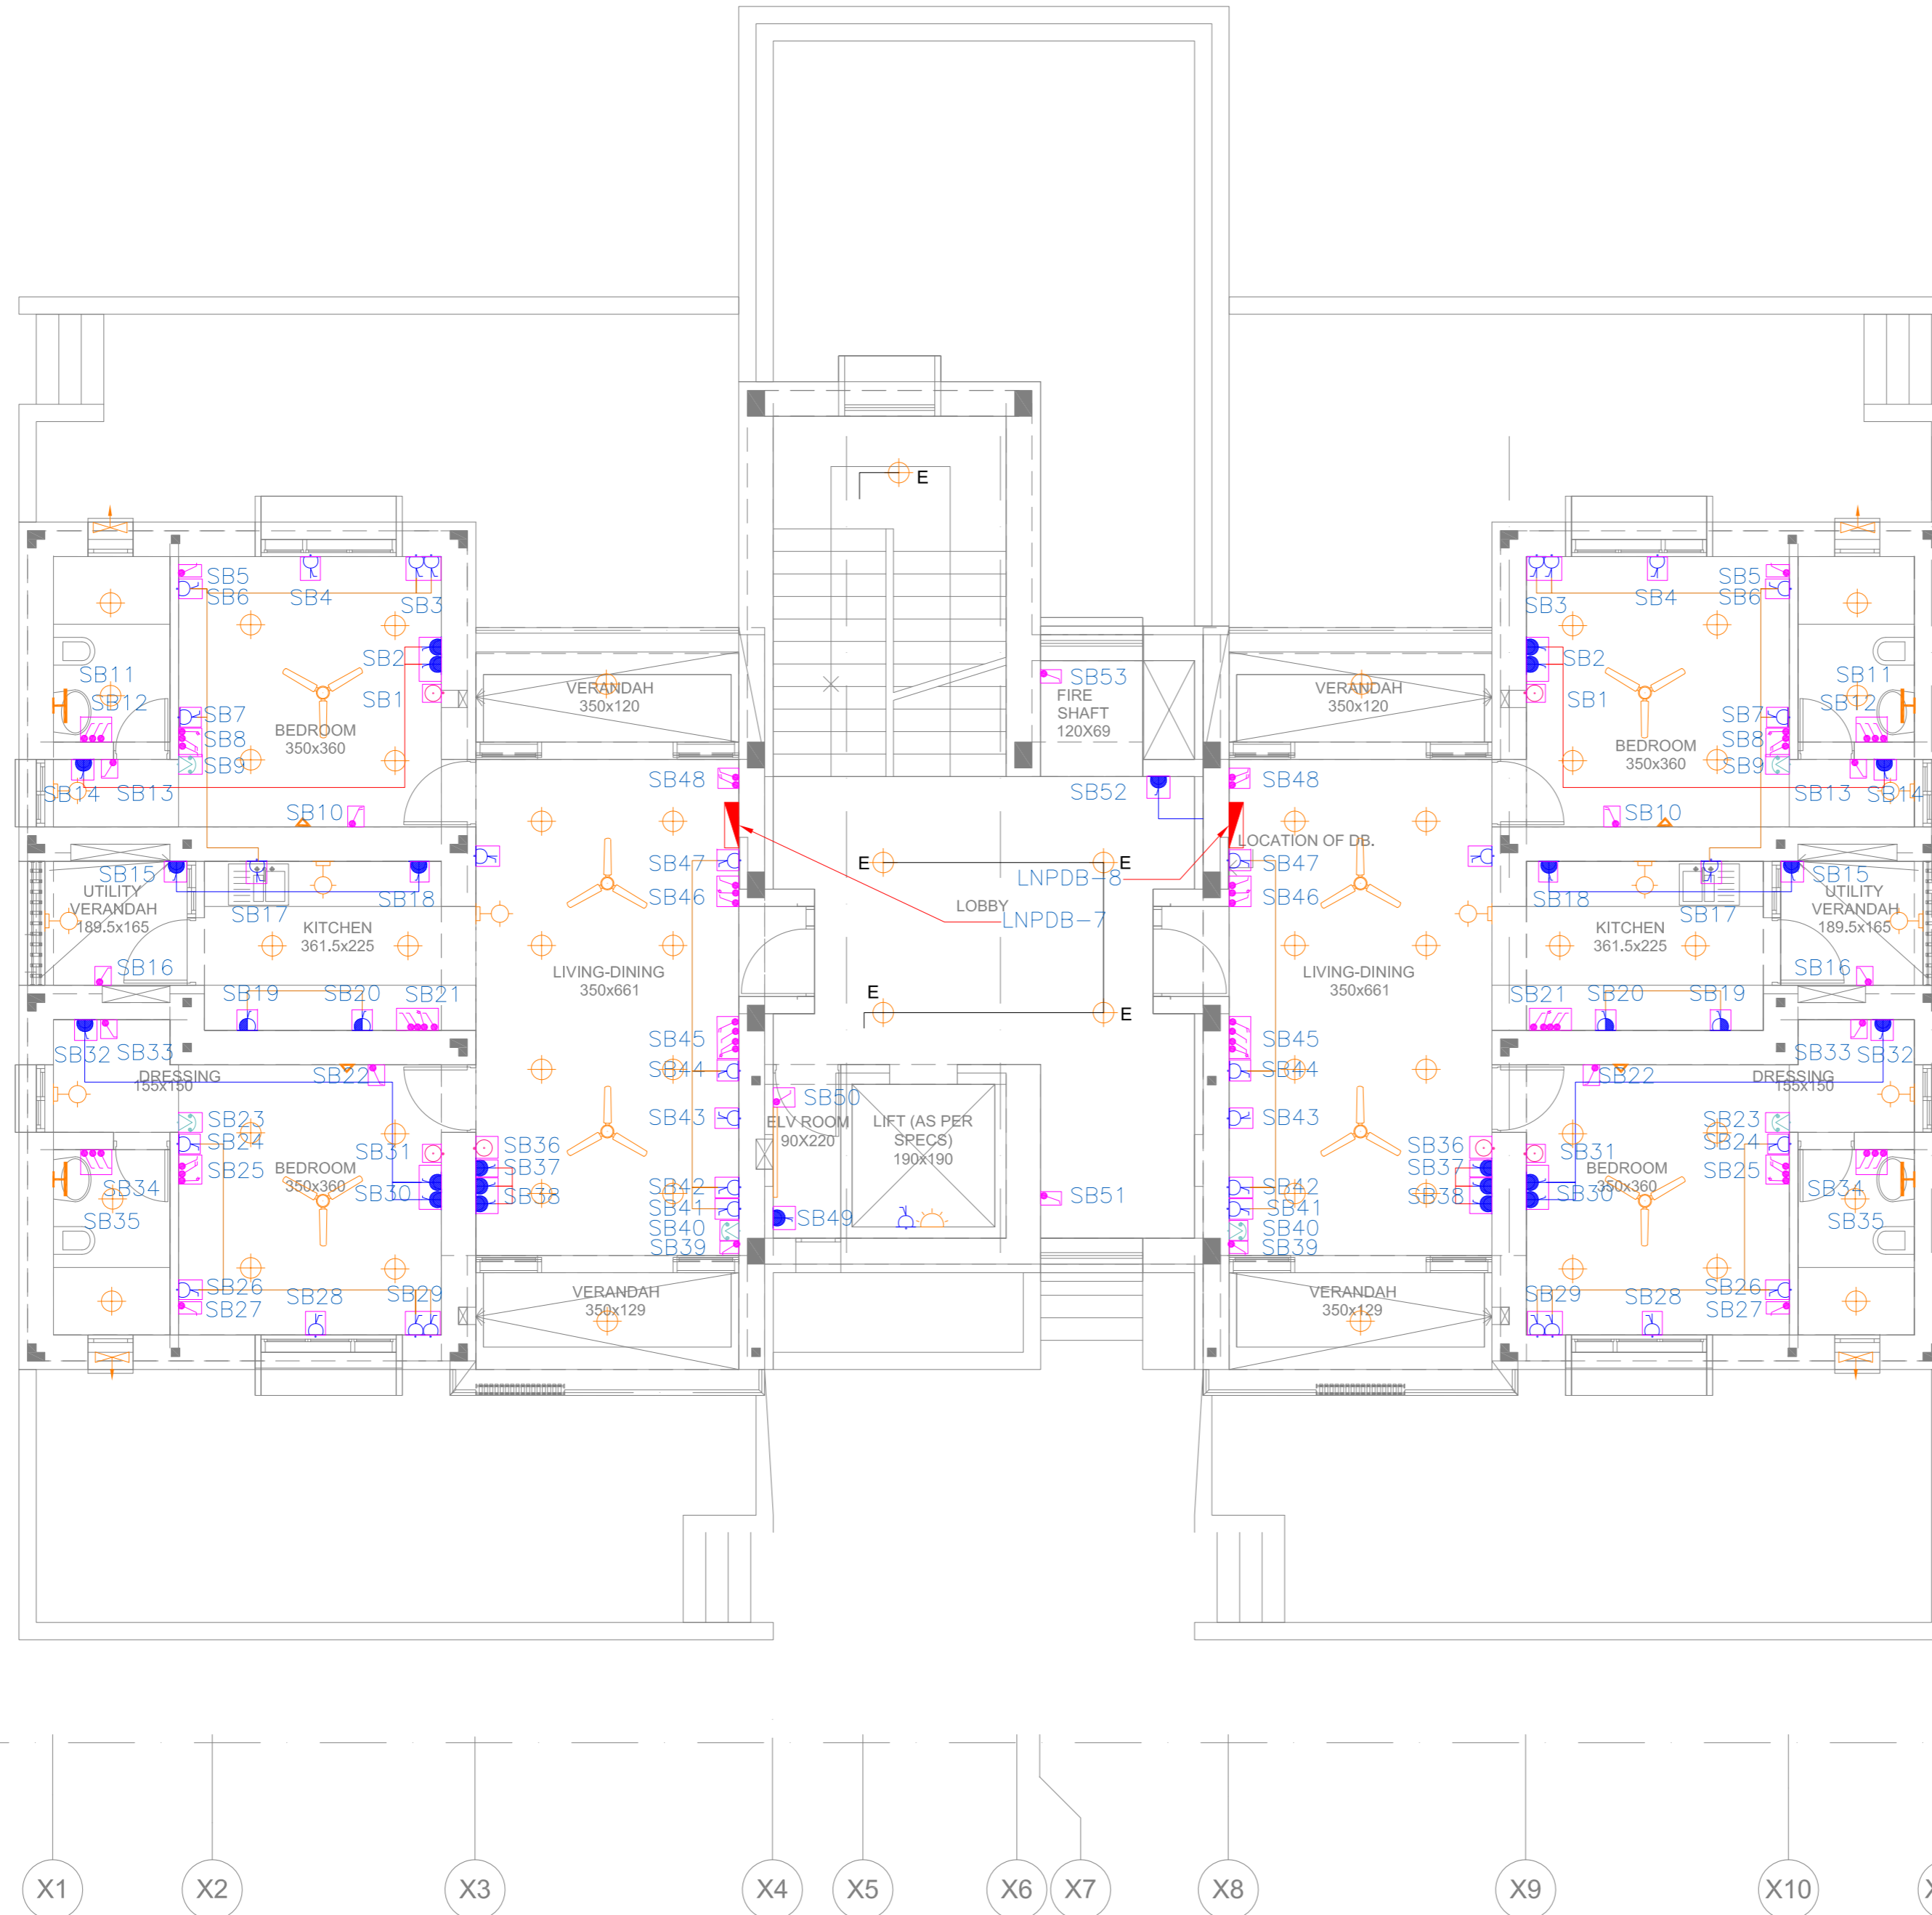 E
SB5
SB6
SB4
SB3
SB5
SB6
SB4
SB3
SB11
SB12
SB2
SB1
SB7
SB8
SB9
BEDROOM
350x360
VERANDAH
350x120
SB53
FIRE
SHAFT
120X69
VERANDAH
350x120
SB2
SB1
SB7
SB8
SB9
BEDROOM
350x360
SB11
SB12
SB14
SB13
SB10
SB48
SB52
SB48
SB10
SB13
SB14
LOCATION OF DB.
SB47
E
E
SB47
LNPDB-8
SB46
LOBBY
LNPDB-7
SB46
SB15
UTILITY
VERANDAH
189.5x165
SB17
SB18
KITCHEN
361.5x225
SB16
LIVING-DINING
350x661
LIVING-DINING
350x661
SB18
SB17
SB15
KITCHEN
361.5x225
UTILITY
VERANDAH
189.5x165
SB16
SB19
SB20
SB21
E
E
SB21
SB20
SB19
SB32
SB33
DRESSING
155x150
SB22
SB45
SB44
SB43
SB45
SB44
SB43
SB22
SB33
SB32
DRESSING
155x150
SB23
SB24
SB25
SB31
SB30
BEDROOM
350x360
SB34
SB35
SB36
SB37
SB38
SB50
ELV ROOM
90X220
LIFT (AS PER
SPECS)
190x190
SB51
SB49
SB42
SB41
SB40
SB39
SB42
SB41
SB40
SB39
SB36
SB37
SB38
SB31
SB30
BEDROOM
350x360
SB23
SB24
SB25
SB34
SB35
SB26
SB27
SB28
SB29
VERANDAH
350x129
VERANDAH
350x129
SB29
SB28
SB26
SB27
X1
X2
X3
X4
X5
X6
X7
X8
X9
X10